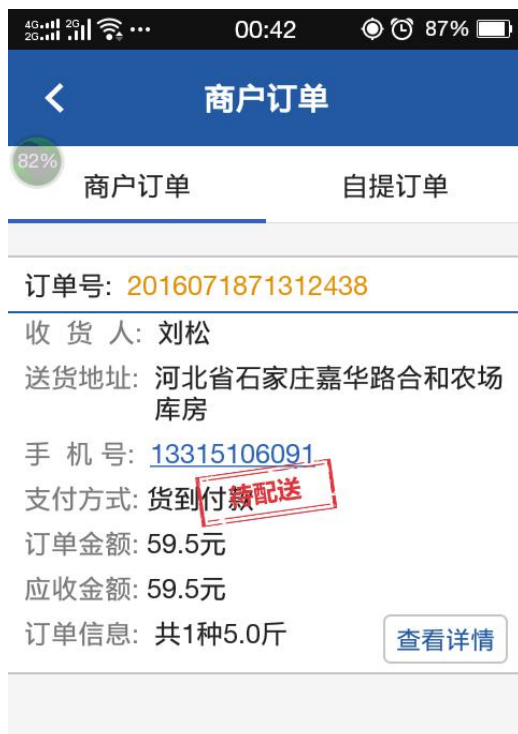 4G 2G 2G ... 00:42 87%
商户订单
82%
商户订单 自提订单
订单号: 2016071871312438
收 货 人: 刘松
送货地址: 河北省石家庄嘉华路合和农场
库房
手 机 号: 13315106091
支付方式: 货到付款
待配送
订单金额: 59.5元
应收金额: 59.5元
订单信息: 共1种5.0斤 查看详情